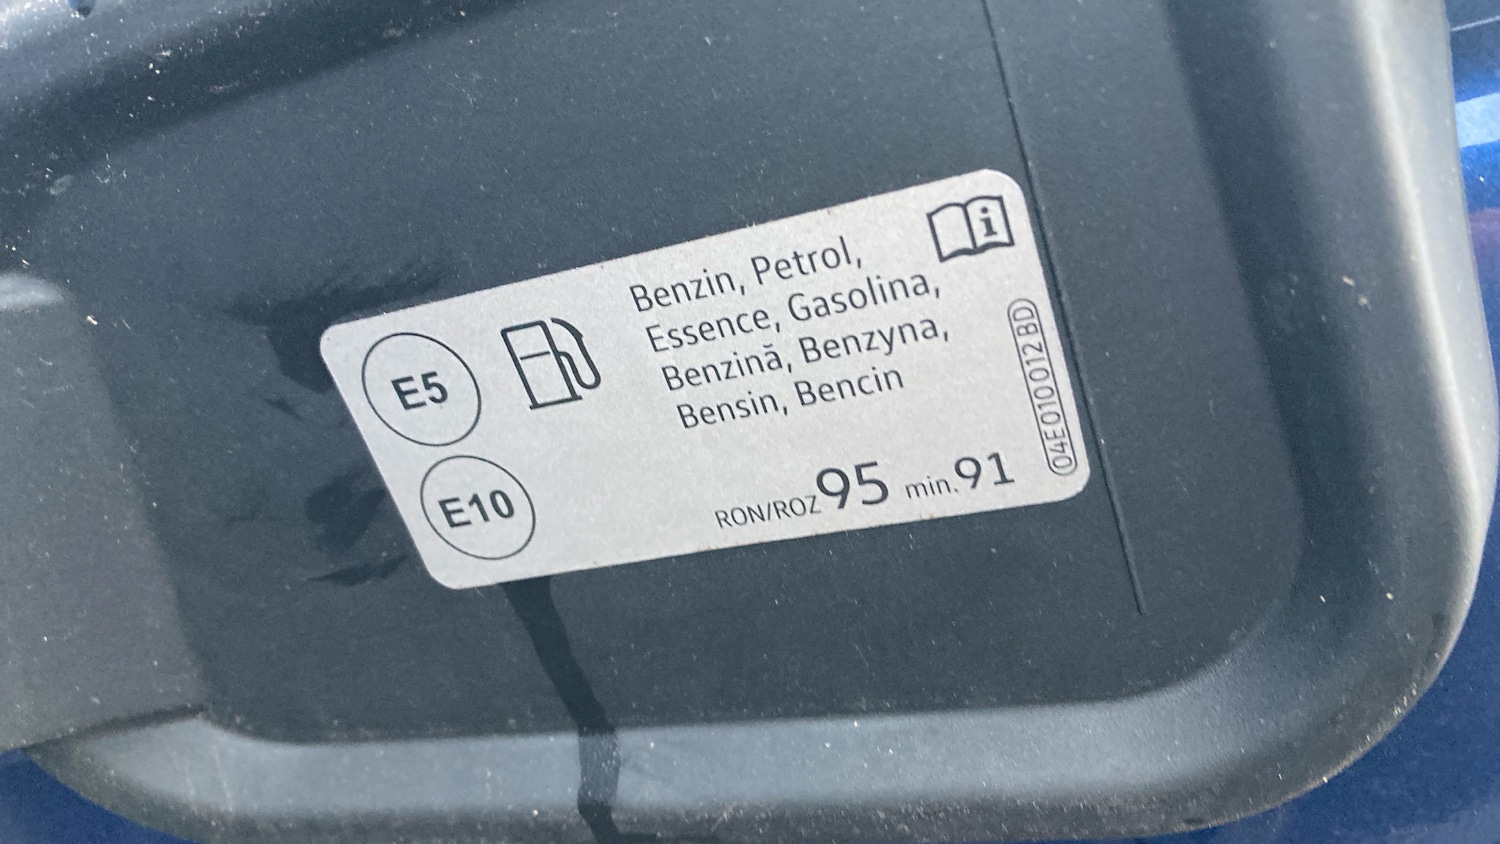 E5
E10
Benzin, Petrol,
Essence, Gasolina,
Benzină, Benzyna,
Bensin, Bencin
RON/ROZ 95 min. 91
i
04E010012BD